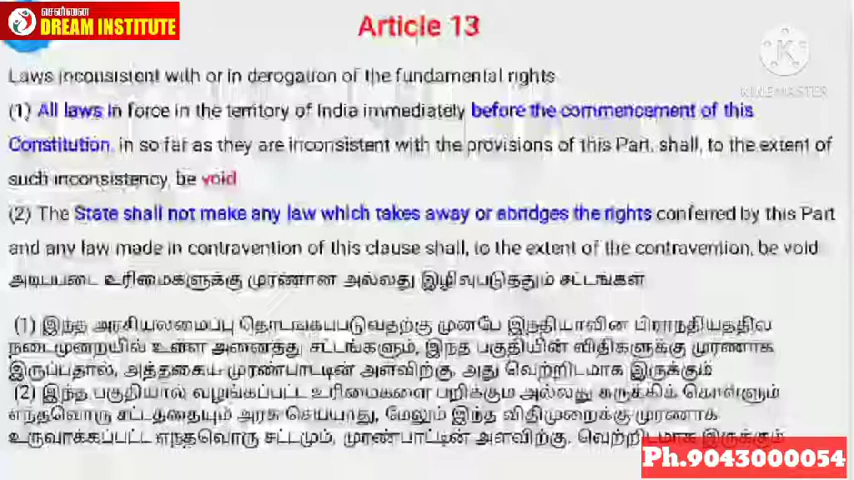 சென்னை
DREAM INSTITUTE
Article 13
KINEMASTER
Laws inconsistent with or in derogation of the fundamental rights
(1) All laws in force in the territory of India immediately before the commencement of this
Constitution, in so far as they are inconsistent with the provisions of this Part, shall, to the extent of
such inconsistency, be void
(2) The State shall not make any law which takes away or abridges the rights conferred by this Part
and any law made in contravention of this clause shall, to the extent of the contravention, be void
அடிப்படை உரிமைகளுக்கு முரணான அல்லது இழிவுபடுத்தும் சட்டங்கள்
(1) இந்த அரசியலமைப்பு தொடங்கப்படுவதற்கு முன்பே இந்தியாவின் பிராந்தியத்தில்
நடைமுறையில் உள்ள அனைத்து சட்டங்களும், இந்த பகுதியின் விதிகளுக்கு முரணாக
இருப்பதால், அத்தகைய முரண்பாட்டின் அளவிற்கு, அது வெற்றிடமாக இருக்கும்
(2) இந்த பகுதியால் வழங்கப்பட்ட உரிமைகளை பறிக்கும் அல்லது சுருக்கிக் கொள்ளும்
எந்தவொரு சட்டத்தையும் அரசு செய்யாது, மேலும் இந்த விதிமுறைக்கு முரணாக
உருவாக்கப்பட்ட எந்தவொரு சட்டமும், முரண்பாட்டின் அளவிற்கு, வெற்றிடமாக இருக்கும்
Ph.9043000054